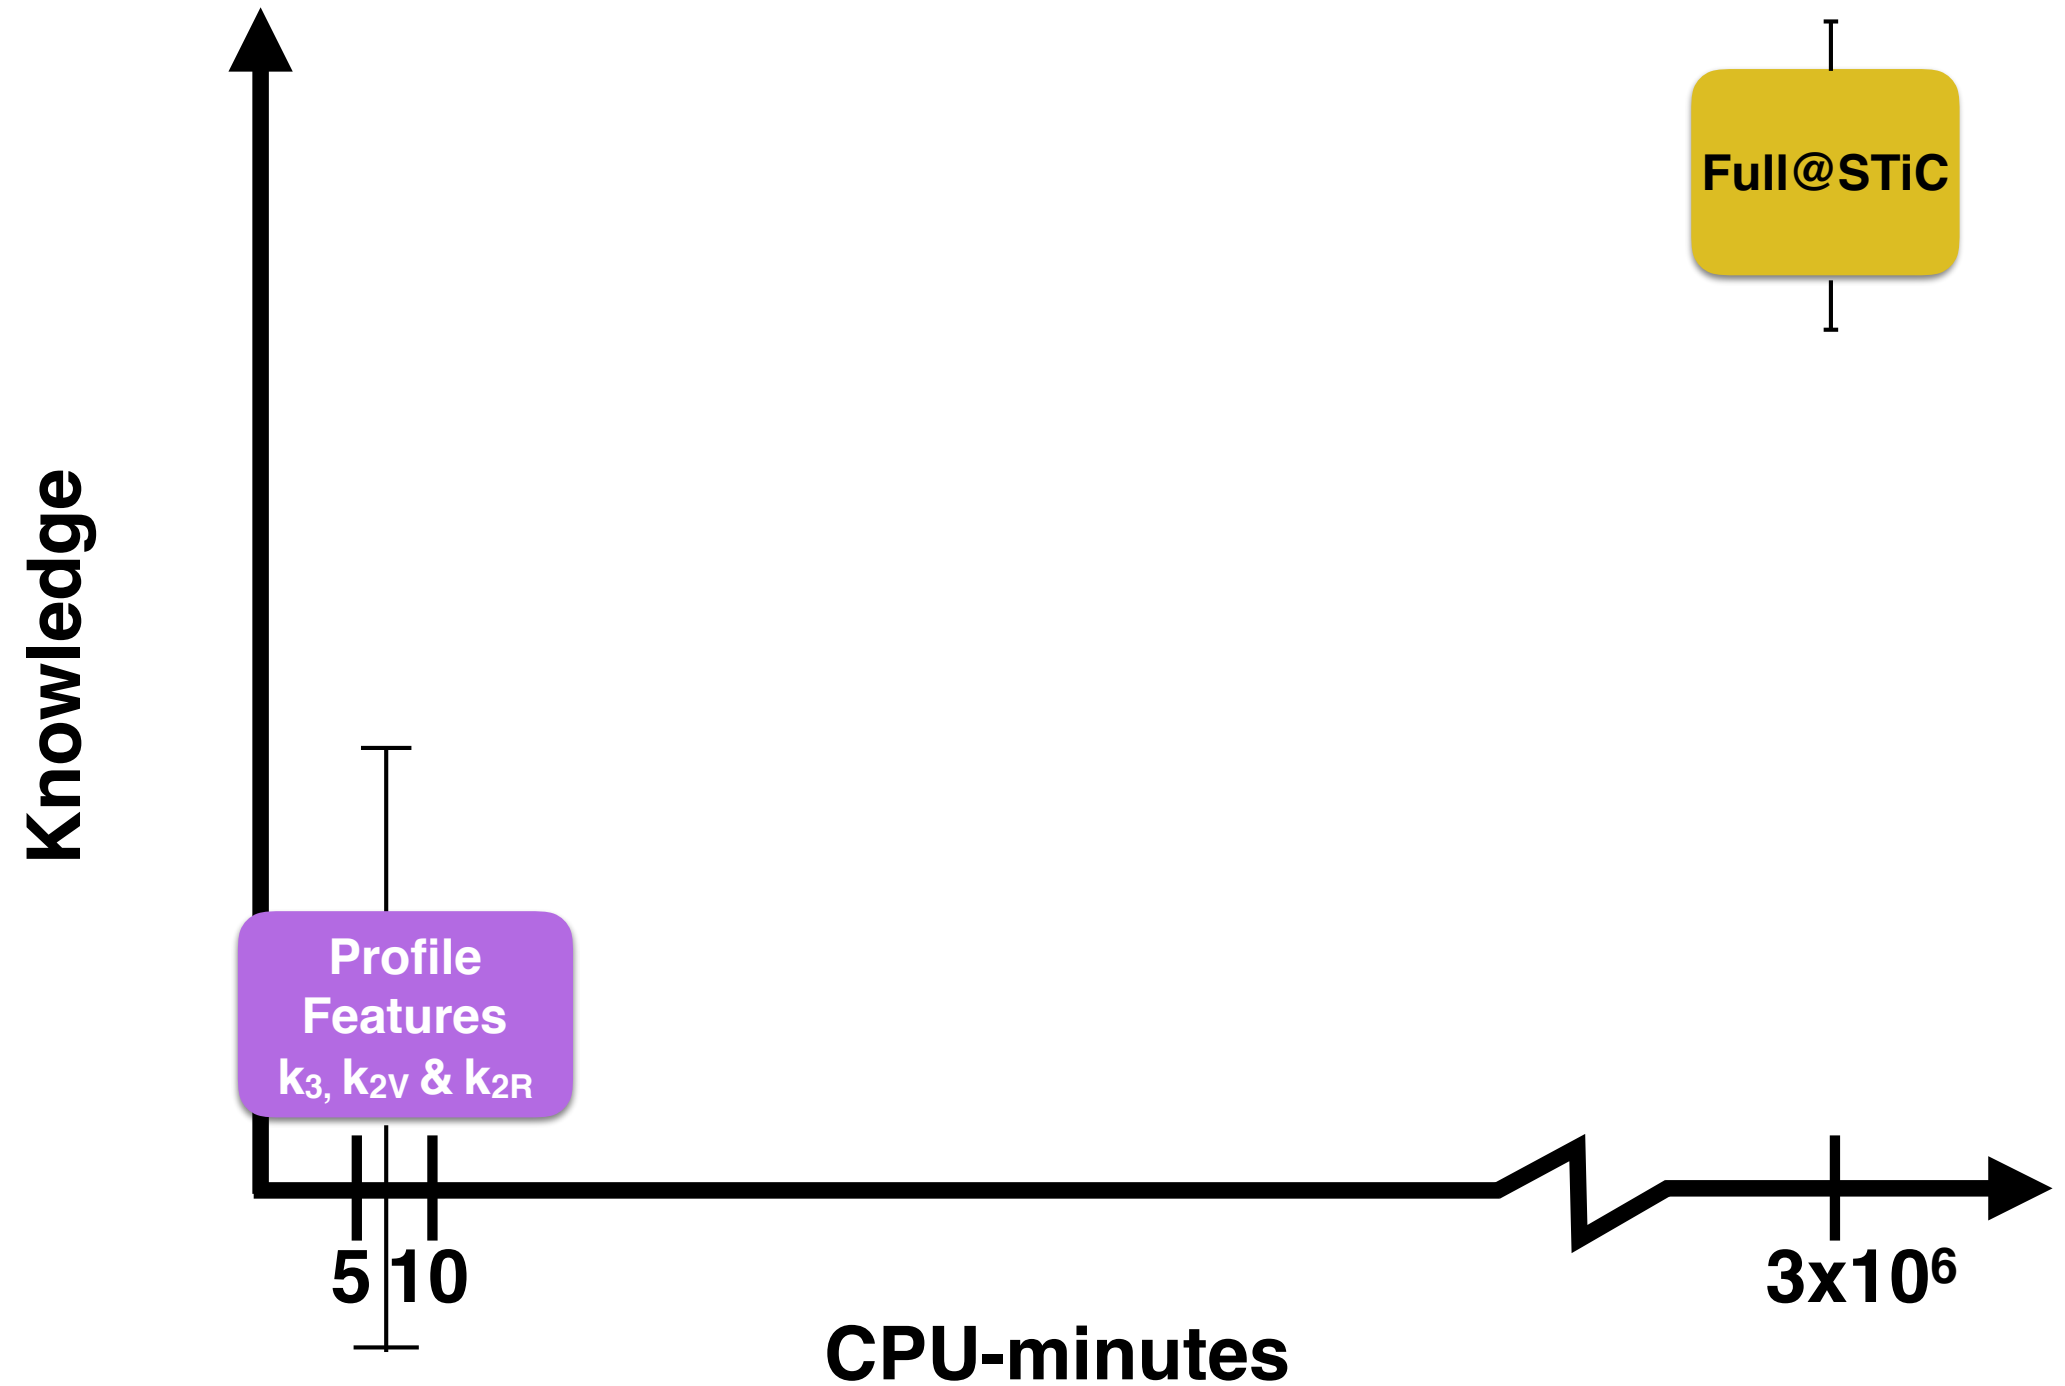 Knowledge
Full@STiC
Profile
Features
k₃, k₂V & k₂R
5 10
3x10⁶
CPU-minutes